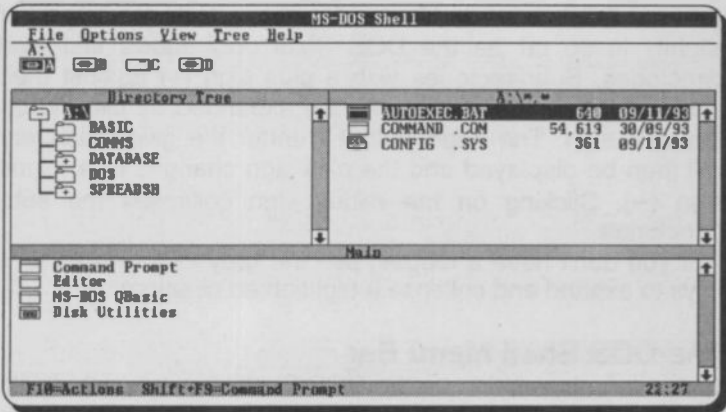 MS-DOS Shell
File Options View Tree Help
A:\
A B C D
Directory Tree
A:\
BASIC
COMMS
DATABASE
DOS
SPREADSH
A:\*.*
AUTOEXEC.BAT 640 09/11/93
COMMAND .COM 54,619 30/09/93
CONFIG .SYS 361 09/11/93
Main
Command Prompt
Editor
MS-DOS QBasic
Disk Utilities
F10=Actions Shift+F9=Command Prompt 22:27